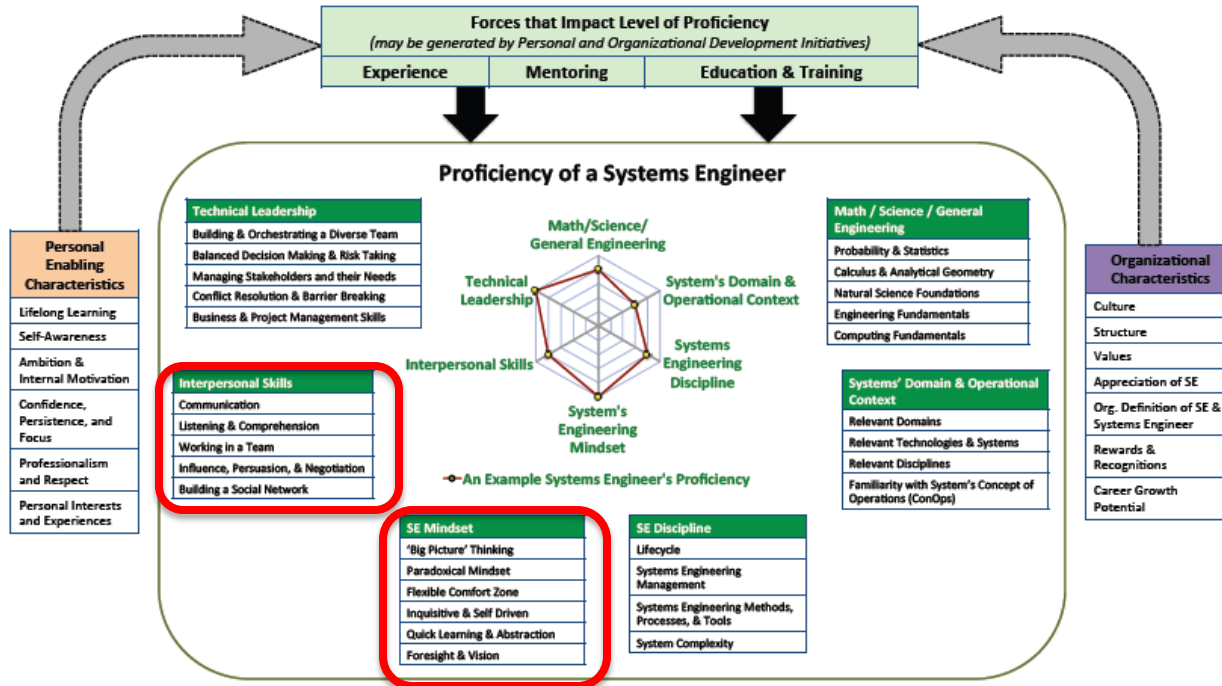 Forces that Impact Level of Proficiency
(may be generated by Personal and Organizational Development Initiatives)
Experience
Mentoring
Education & Training
Proficiency of a Systems Engineer
Personal
Enabling
Characteristics
Lifelong Learning
Self-Awareness
Ambition &
Internal Motivation
Confidence,
Persistence, and
Focus
Professionalism
and Respect
Personal Interests
and Experiences
Technical Leadership
Building & Orchestrating a Diverse Team
Balanced Decision Making & Risk Taking
Managing Stakeholders and their Needs
Conflict Resolution & Barrier Breaking
Business & Project Management Skills
Interpersonal Skills
Communication
Listening & Comprehension
Working in a Team
Influence, Persuasion, & Negotiation
Building a Social Network
Math/Science/
General Engineering
System's Domain &
Operational Context
Systems
Engineering
Discipline
System's
Engineering
Mindset
Interpersonal Skills
Technical
Leadership
An Example Systems Engineer's Proficiency
SE Mindset
'Big Picture' Thinking
Paradoxical Mindset
Flexible Comfort Zone
Inquisitive & Self Driven
Quick Learning & Abstraction
Foresight & Vision
SE Discipline
Lifecycle
Systems Engineering
Management
Systems Engineering Methods,
Processes, & Tools
System Complexity
Math / Science / General
Engineering
Probability & Statistics
Calculus & Analytical Geometry
Natural Science Foundations
Engineering Fundamentals
Computing Fundamentals
Systems' Domain & Operational
Context
Relevant Domains
Relevant Technologies & Systems
Relevant Disciplines
Familiarity with System's Concept of
Operations (ConOps)
Organizational
Characteristics
Culture
Structure
Values
Appreciation of SE
Org. Definition of SE &
Systems Engineer
Rewards &
Recognitions
Career Growth
Potential